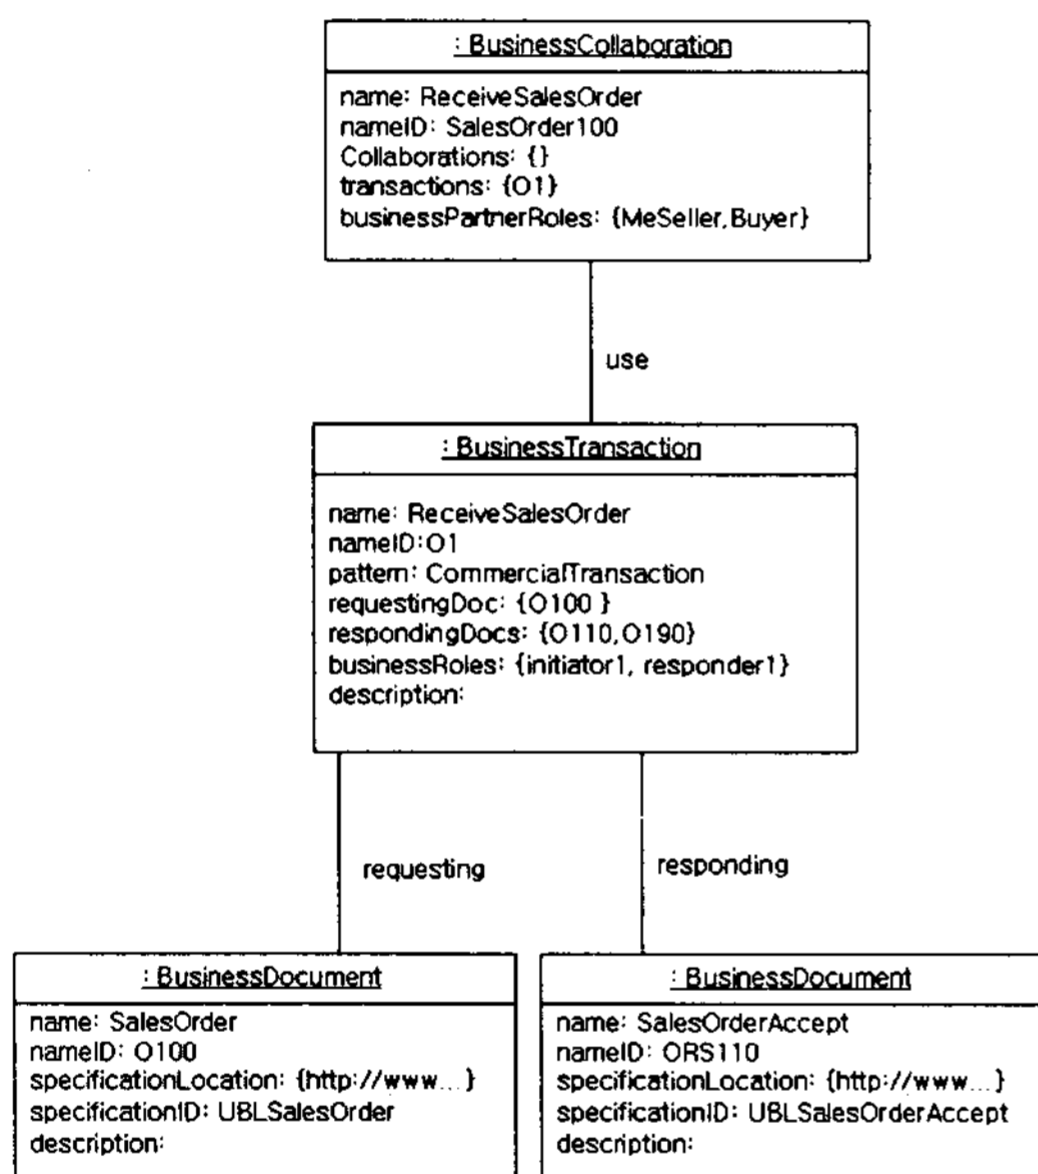 : BusinessCollaboration
name: ReceiveSalesOrder
nameID: SalesOrder100
Collaborations: {}
transactions: {O1}
businessPartnerRoles: {MeSeller,Buyer}
use
: BusinessTransaction
name: ReceiveSalesOrder
nameID:O1
pattern: CommercialTransaction
requestingDoc: {O100 }
respondingDocs: {O110,O190}
businessRoles: {initiator1, responder1}
description:
requesting
responding
: BusinessDocument
name: SalesOrder
nameID: O100
specificationLocation: {http://www...}
specificationID: UBLSalesOrder
description:
: BusinessDocument
name: SalesOrderAccept
nameID: ORS110
specificationLocation: {http://www...}
specificationID: UBLSalesOrderAccept
description: